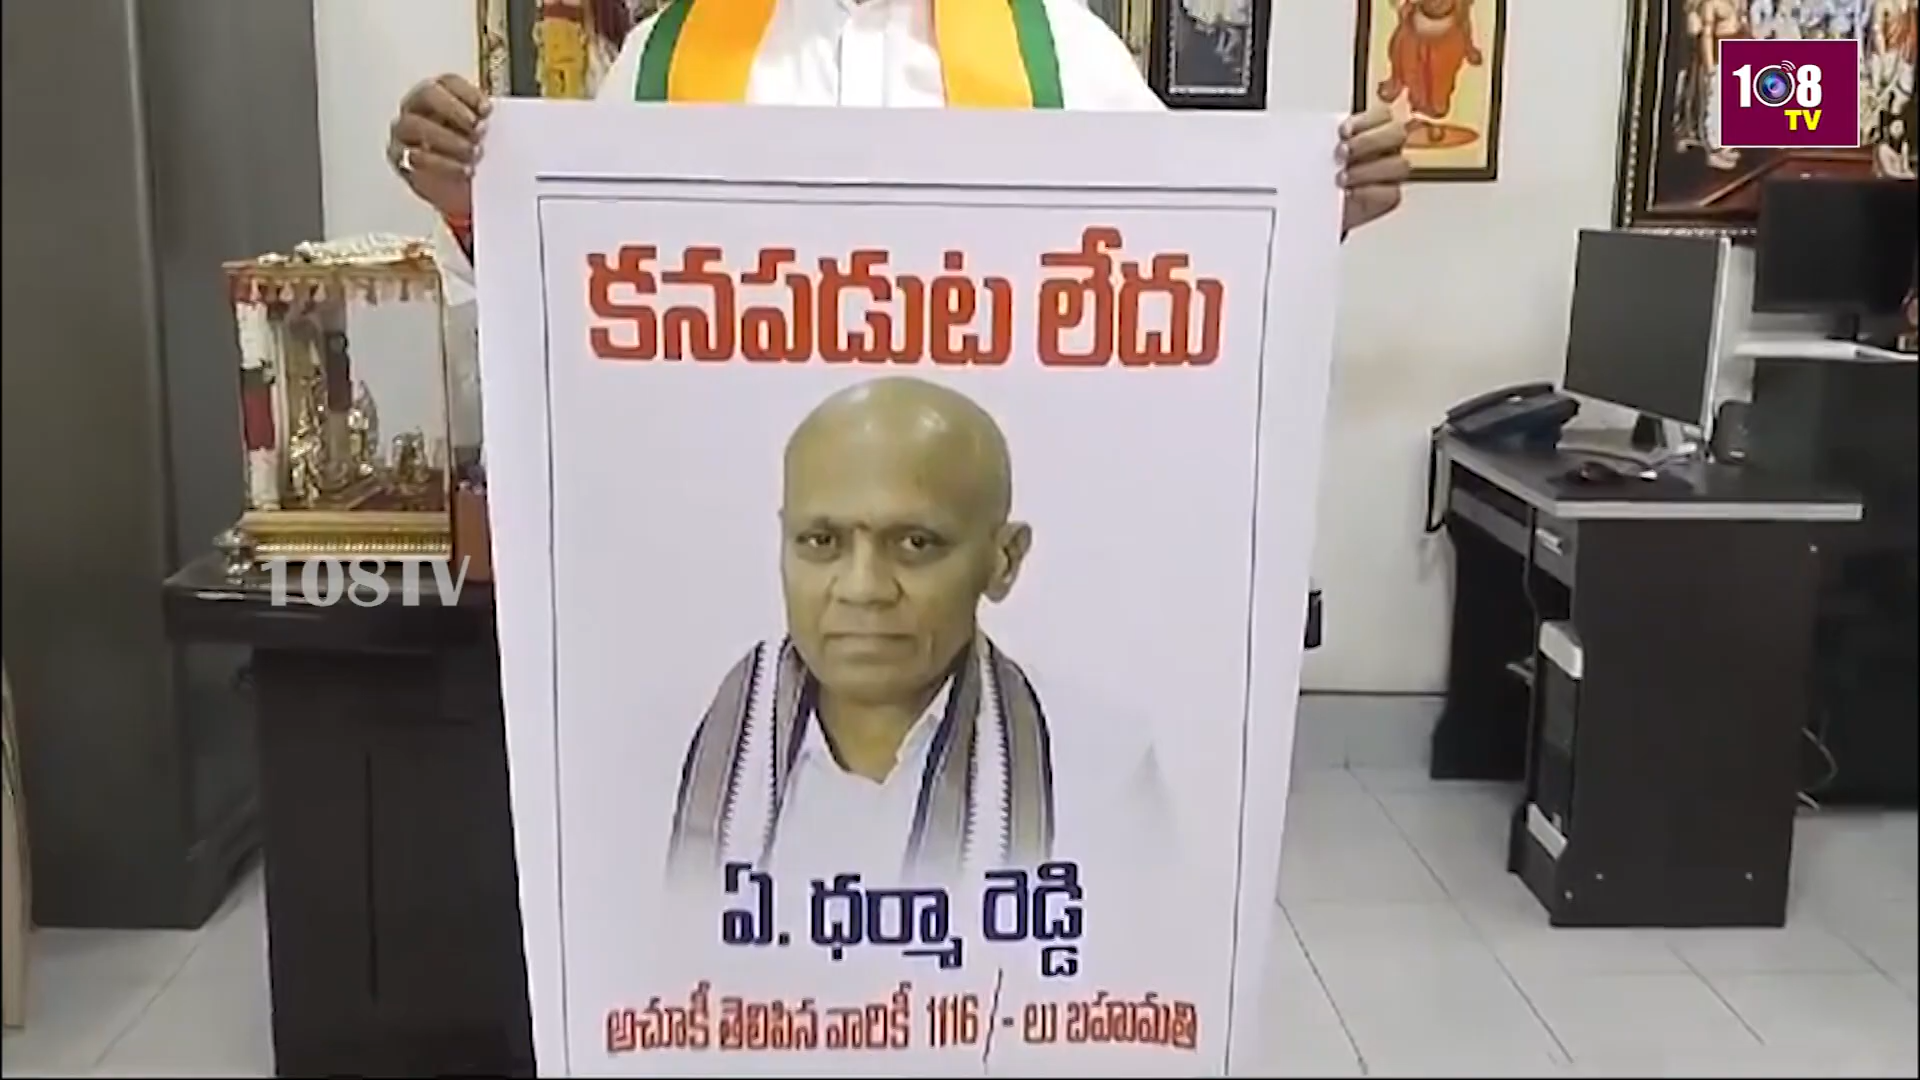 108
TV
కనపడుట లేదు
108TV
ఏ. ధర్మా రెడ్డి
అచూకీ తెలిపిన వారికీ 1116/- లు బహుమతి